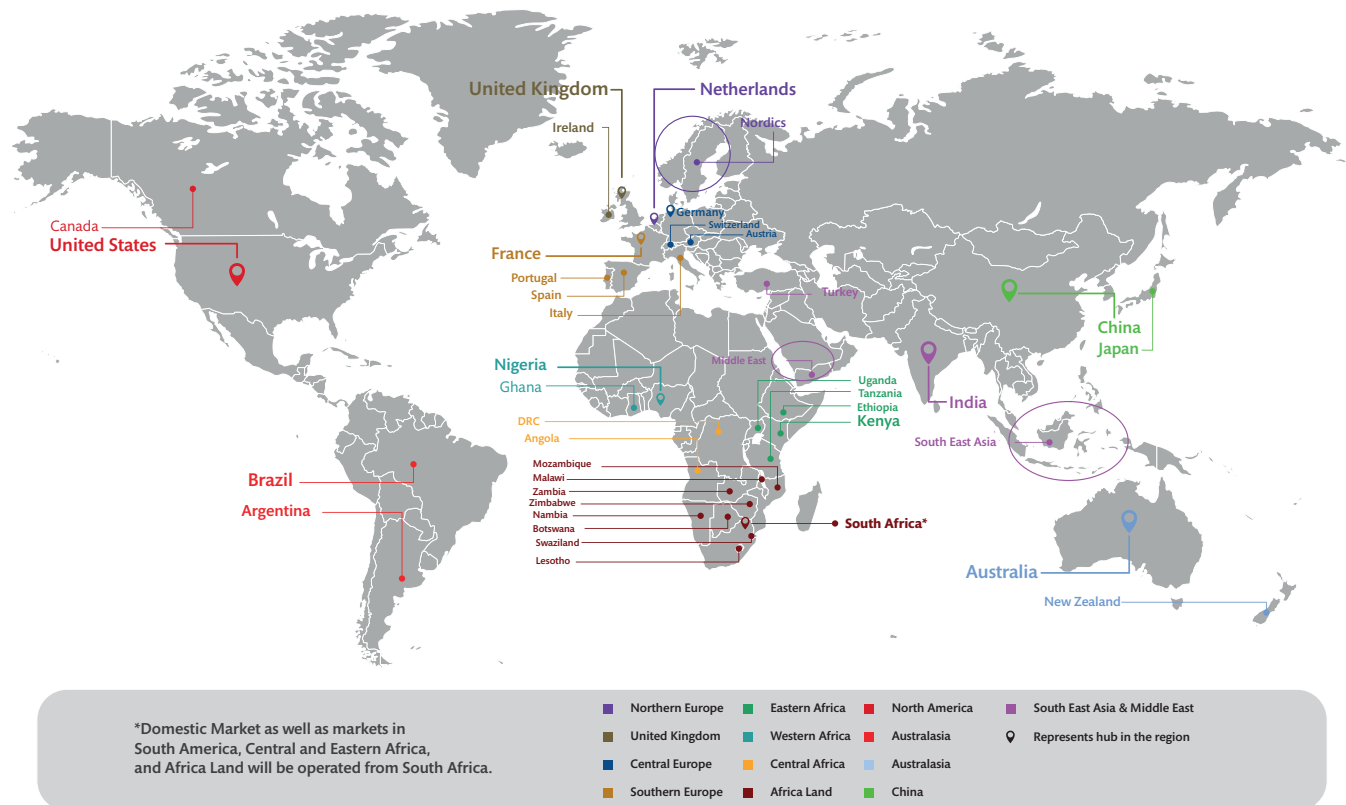 United Kingdom
Netherlands
Ireland
Nordics
Germany
Switzerland
Austria
Canada
United States
France
Portugal
Spain
Italy
Turkey
China
Japan
Nigeria
Ghana
Middle East
Uganda
Tanzania
Ethiopia
Kenya
India
DRC
Angola
South East Asia
Mozambique
Malawi
Zambia
Zimbabwe
Nambia
Botswana
Swaziland
Lesotho
South Africa*
Brazil
Argentina
Australia
New Zealand
*Domestic Market as well as markets in
South America, Central and Eastern Africa,
and Africa Land will be operated from South Africa.
Northern Europe
United Kingdom
Central Europe
Southern Europe
Eastern Africa
Western Africa
Central Africa
Africa Land
North America
Australasia
Australasia
China
South East Asia & Middle East
Represents hub in the region